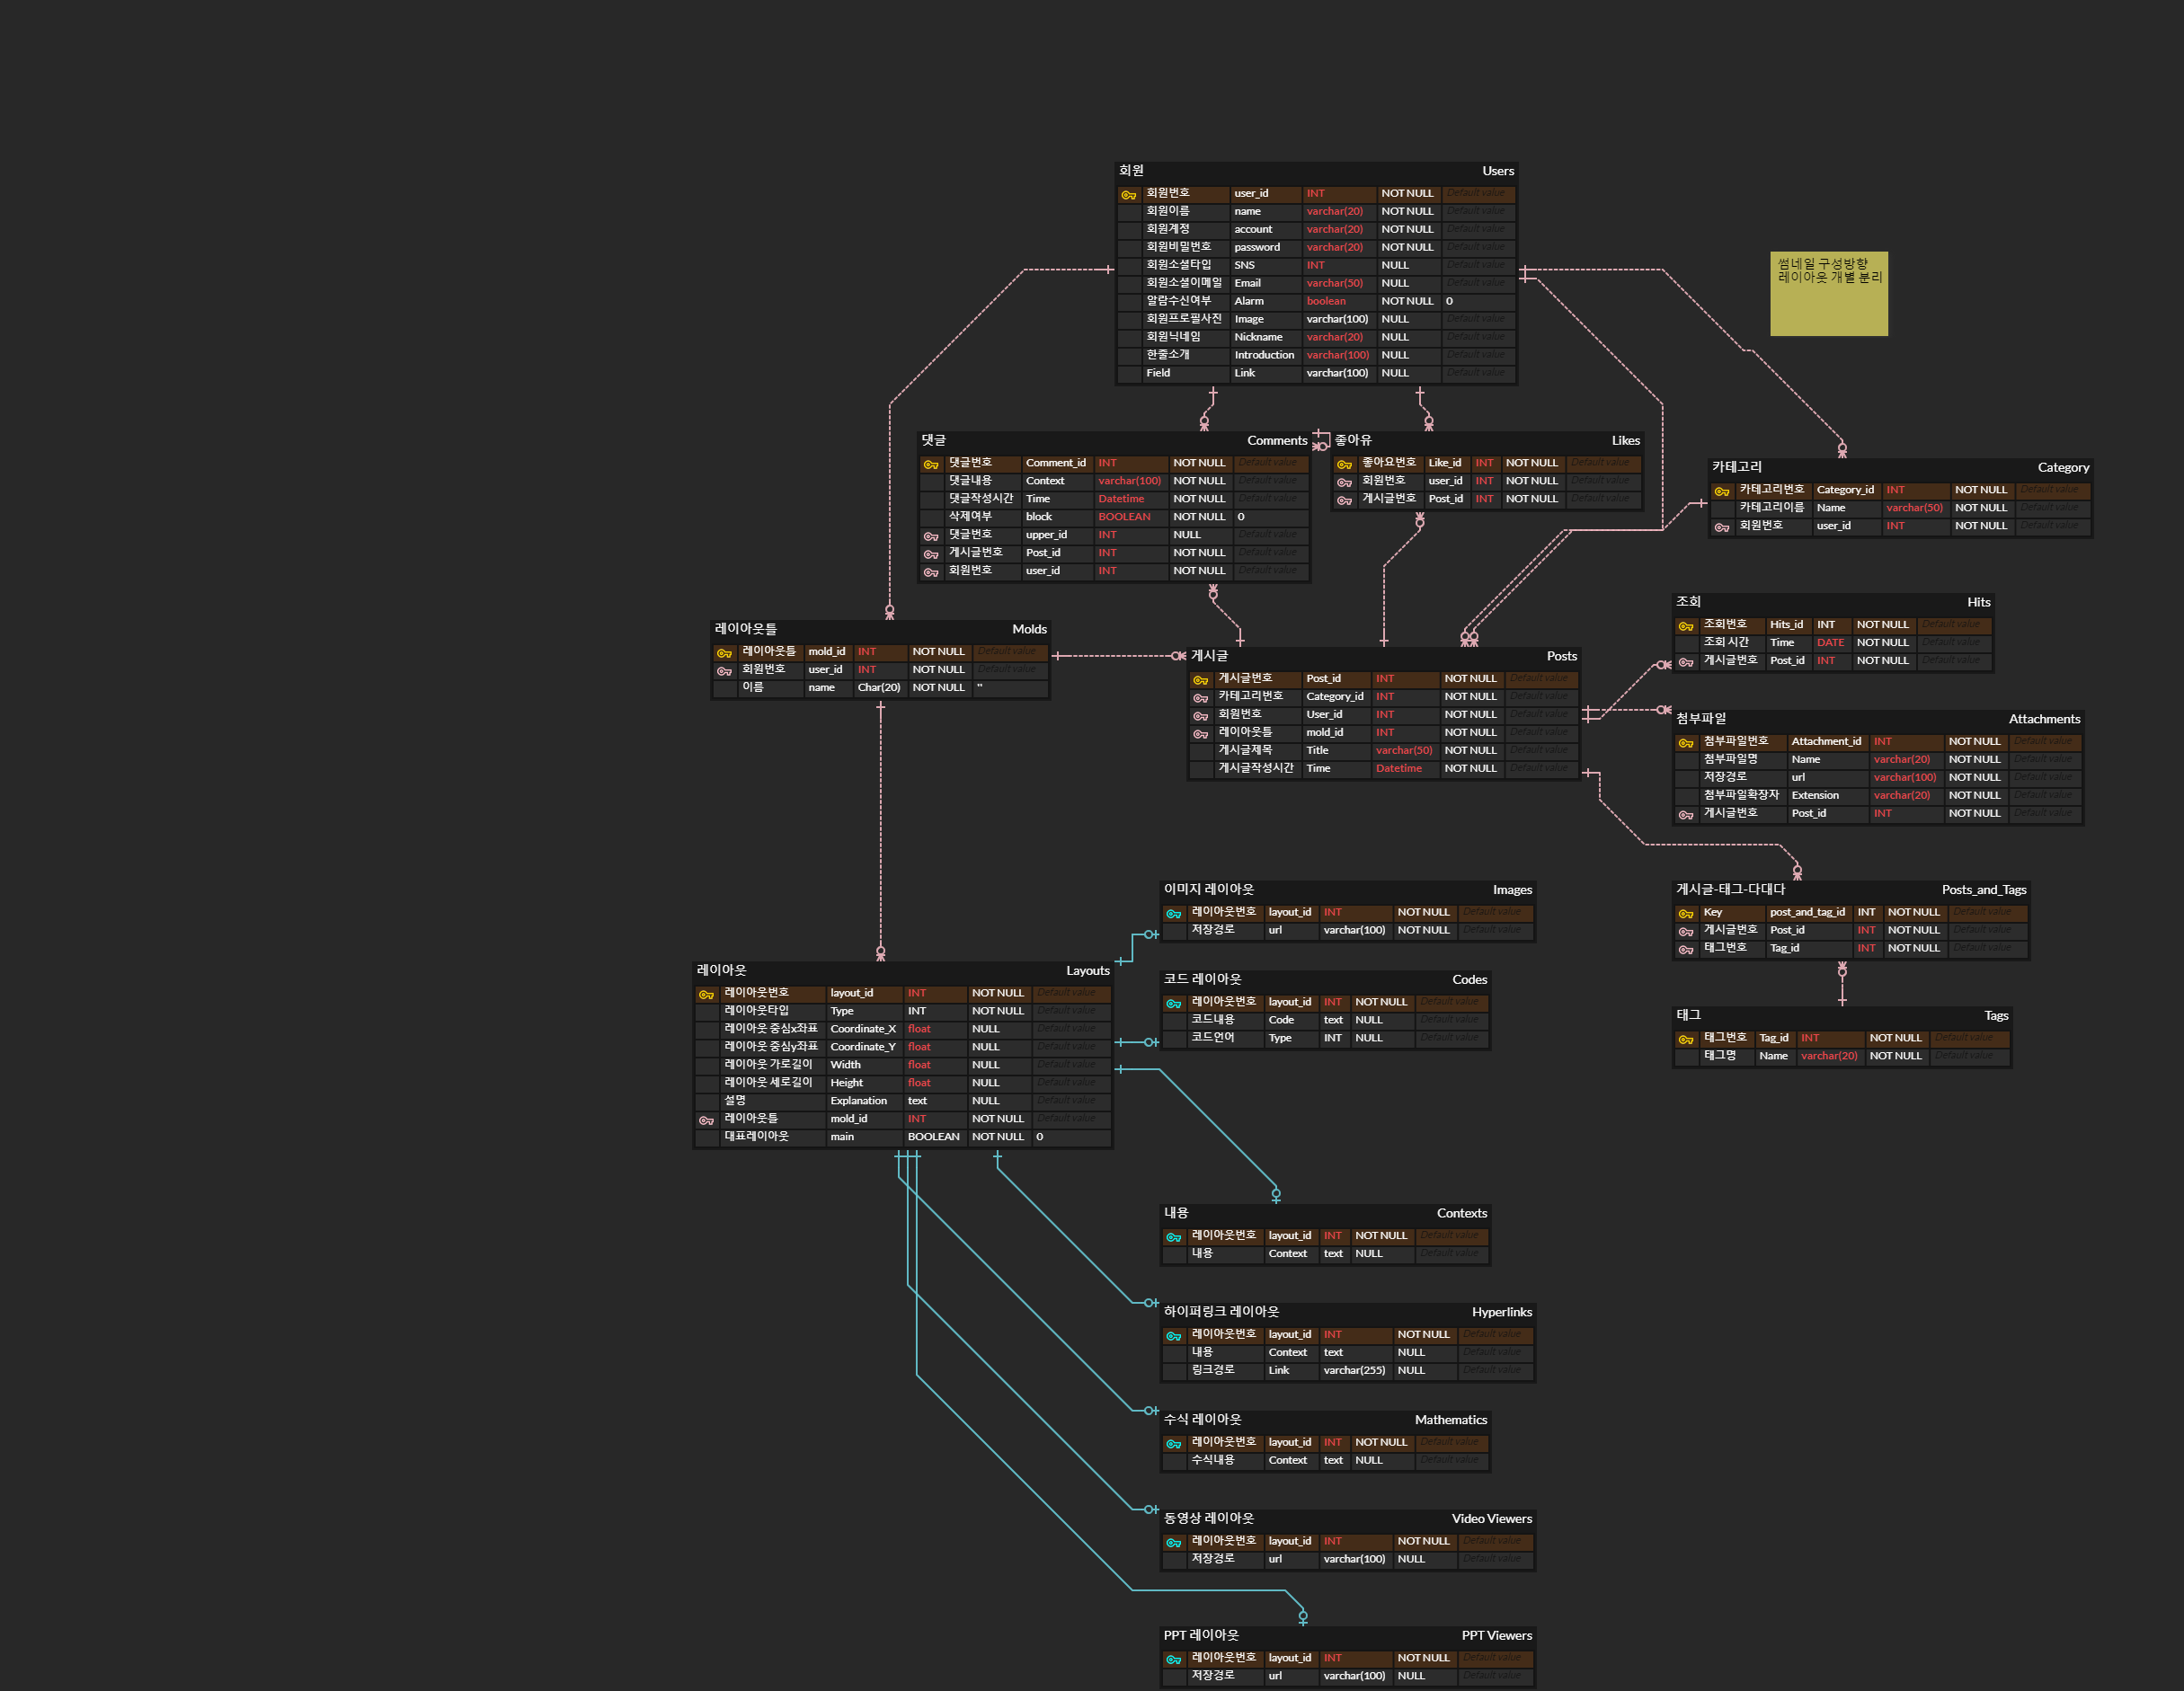 회원 Users
회원번호 user_id INT NOT NULL Default value
회원이름 name varchar(20) NOT NULL Default value
회원계정 account varchar(20) NOT NULL Default value
회원비밀번호 password varchar(20) NOT NULL Default value
회원소셜타입 SNS INT NULL Default value
회원소셜이메일 Email varchar(50) NULL Default value
알람수신여부 Alarm boolean NOT NULL 0
회원프로필사진 Image varchar(100) NULL Default value
회원닉네임 Nickname varchar(20) NULL Default value
한줄소개 Introduction varchar(100) NULL Default value
Field Link varchar(100) NULL Default value
썸네일 구성방향
레이아웃 개별 분리
댓글 Comments
댓글번호 Comment_id INT NOT NULL Default value
댓글내용 Context varchar(100) NOT NULL Default value
댓글작성시간 Time Datetime NOT NULL Default value
삭제여부 block BOOLEAN NOT NULL 0
댓글번호 upper_id INT NULL Default value
게시글번호 Post_id INT NOT NULL Default value
회원번호 user_id INT NOT NULL Default value
좋아유 Likes
좋아요번호 Like_id INT NOT NULL Default value
회원번호 user_id INT NOT NULL Default value
게시글번호 Post_id INT NOT NULL Default value
카테고리 Category
카테고리번호 Category_id INT NOT NULL Default value
카테고리이름 Name varchar(50) NOT NULL Default value
회원번호 user_id INT NOT NULL Default value
레이아웃틀 Molds
레이아웃틀 mold_id INT NOT NULL Default value
회원번호 user_id INT NOT NULL Default value
이름 name Char(20) NOT NULL ''
게시글 Posts
게시글번호 Post_id INT NOT NULL Default value
카테고리번호 Category_id INT NOT NULL Default value
회원번호 User_id INT NOT NULL Default value
레이아웃틀 mold_id INT NOT NULL Default value
게시글제목 Title varchar(50) NOT NULL Default value
게시글작성시간 Time Datetime NOT NULL Default value
조회 Hits
조회번호 Hits_id INT NOT NULL Default value
조회 시간 Time DATE NOT NULL Default value
게시글번호 Post_id INT NOT NULL Default value
첨부파일 Attachments
첨부파일번호 Attachment_id INT NOT NULL Default value
첨부파일명 Name varchar(20) NOT NULL Default value
저장경로 url varchar(100) NOT NULL Default value
첨부파일확장자 Extension varchar(20) NOT NULL Default value
게시글번호 Post_id INT NOT NULL Default value
게시글-태그-다대다 Posts_and_Tags
Key post_and_tag_id INT NOT NULL Default value
게시글번호 Post_id INT NOT NULL Default value
태그번호 Tag_id INT NOT NULL Default value
태그 Tags
태그번호 Tag_id INT NOT NULL Default value
태그명 Name varchar(20) NOT NULL Default value
레이아웃 Layouts
레이아웃번호 layout_id INT NOT NULL Default value
레이아웃타입 Type INT NOT NULL Default value
레이아웃 중심x좌표 Coordinate_X float NULL Default value
레이아웃 중심y좌표 Coordinate_Y float NULL Default value
레이아웃 가로길이 Width float NULL Default value
레이아웃 세로길이 Height float NULL Default value
설명 Explanation text NULL Default value
레이아웃틀 mold_id INT NOT NULL Default value
대표레이아웃 main BOOLEAN NOT NULL 0
이미지 레이아웃 Images
레이아웃번호 layout_id INT NOT NULL Default value
저장경로 url varchar(100) NOT NULL Default value
코드 레이아웃 Codes
레이아웃번호 layout_id INT NOT NULL Default value
코드내용 Code text NULL Default value
코드언어 Type INT NULL Default value
내용 Contexts
레이아웃번호 layout_id INT NOT NULL Default value
내용 Context text NULL Default value
하이퍼링크 레이아웃 Hyperlinks
레이아웃번호 layout_id INT NOT NULL Default value
내용 Context text NULL Default value
링크경로 Link varchar(255) NULL Default value
수식 레이아웃 Mathematics
레이아웃번호 layout_id INT NOT NULL Default value
수식내용 Context text NULL Default value
동영상 레이아웃 Video Viewers
레이아웃번호 layout_id INT NOT NULL Default value
저장경로 url varchar(100) NULL Default value
PPT 레이아웃 PPT Viewers
레이아웃번호 layout_id INT NOT NULL Default value
저장경로 url varchar(100) NULL Default value